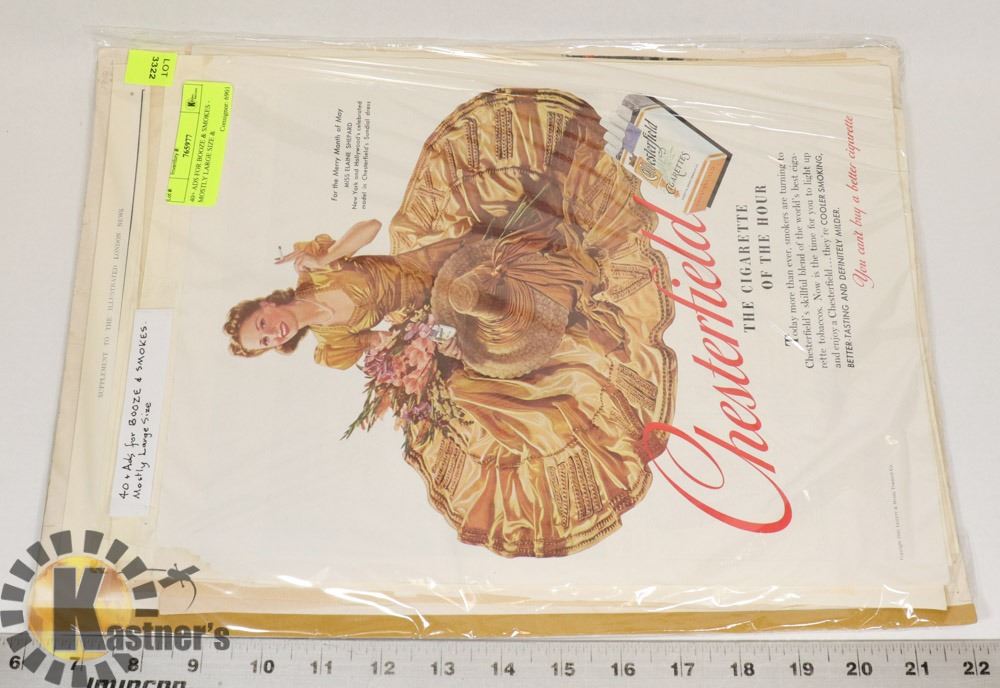 LOT
3322
Lot #
Inventory #
765977
40+ ADS FOR BOOZE & SMOKES -
MOSTLY LARGE SIZE &
Consignor: 6961
SUPPLEMENT TO THE ILLUSTRATED LONDON NEWS
40 + Ads for BOOZE & SMOKES.
Mostly Large Size
For the Merry Month of May
MISS ELAINE SHEPARD
New York and Hollywood's celebrated
model in Chesterfield's Sundial dress
Chesterfield
CIGARETTES
Chesterfield
THE CIGARETTE
OF THE HOUR
Today more than ever, smokers are turning to
Chesterfield's skillful blend of the world's best ciga-
rette tobaccos. Now is the time for you to light up
and enjoy a Chesterfield... they're COOLER SMOKING,
BETTER-TASTING AND DEFINITELY MILDER.
You can't buy a better cigarette
K
Kastner's
6 7 8 9 10 11 12 13 14 15 16 17 18 19 20 21 22